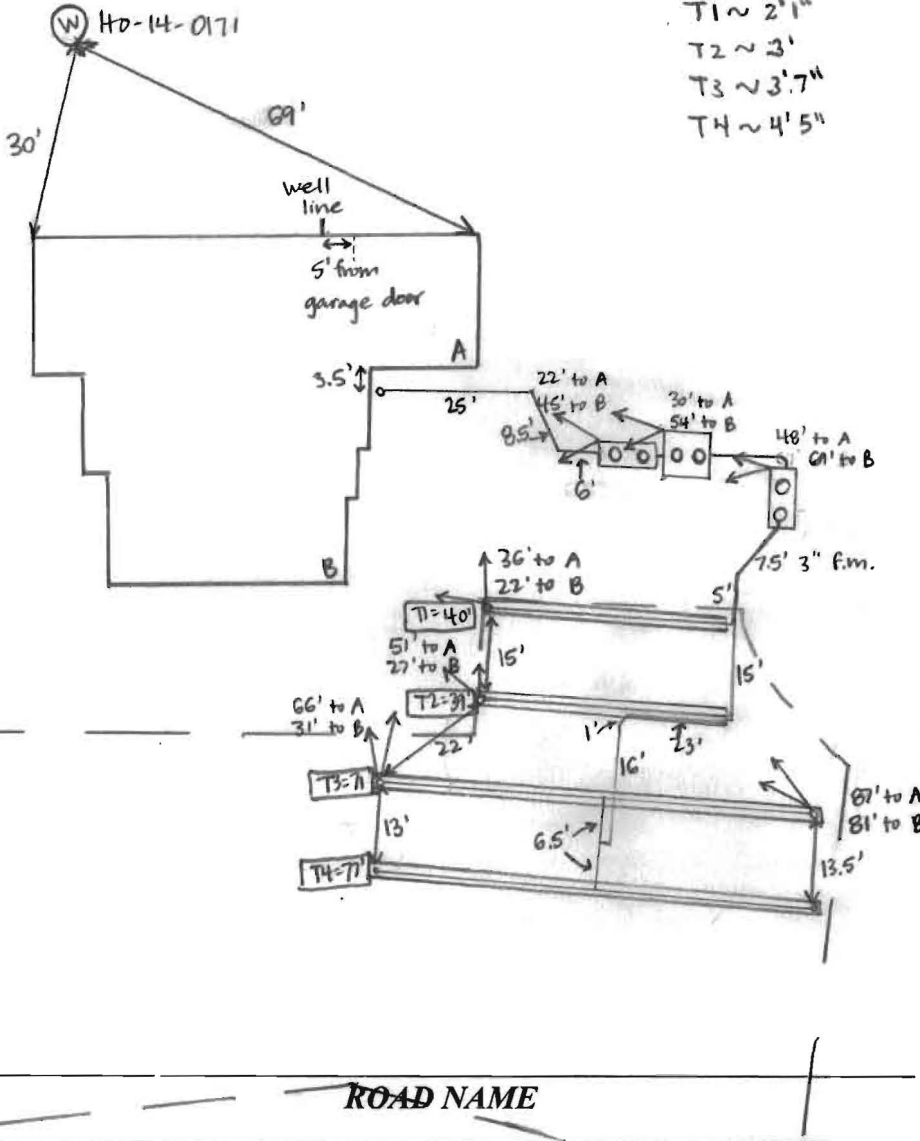 W HO-14-0171
T1 ~ 2'1"
T2 ~ 3'
T3 ~ 3'.7"
T4 ~ 4'5"
69'
30'
well
line
5' from
garage door
A
3.5'
25'
22' to A
45' to B
8.5'
6'
30' to A
54' to B
48' to A
69' to B
7.5' 3" f.m.
5'
B
36' to A
22' to B
T1=40'
15'
15'
51' to A
27' to B
T2=39'
66' to A
31' to B
22'
1'
23'
16'
T3=71
87' to A
81' to B
13'
6.5'
13.5'
T4=77'
ROAD NAME